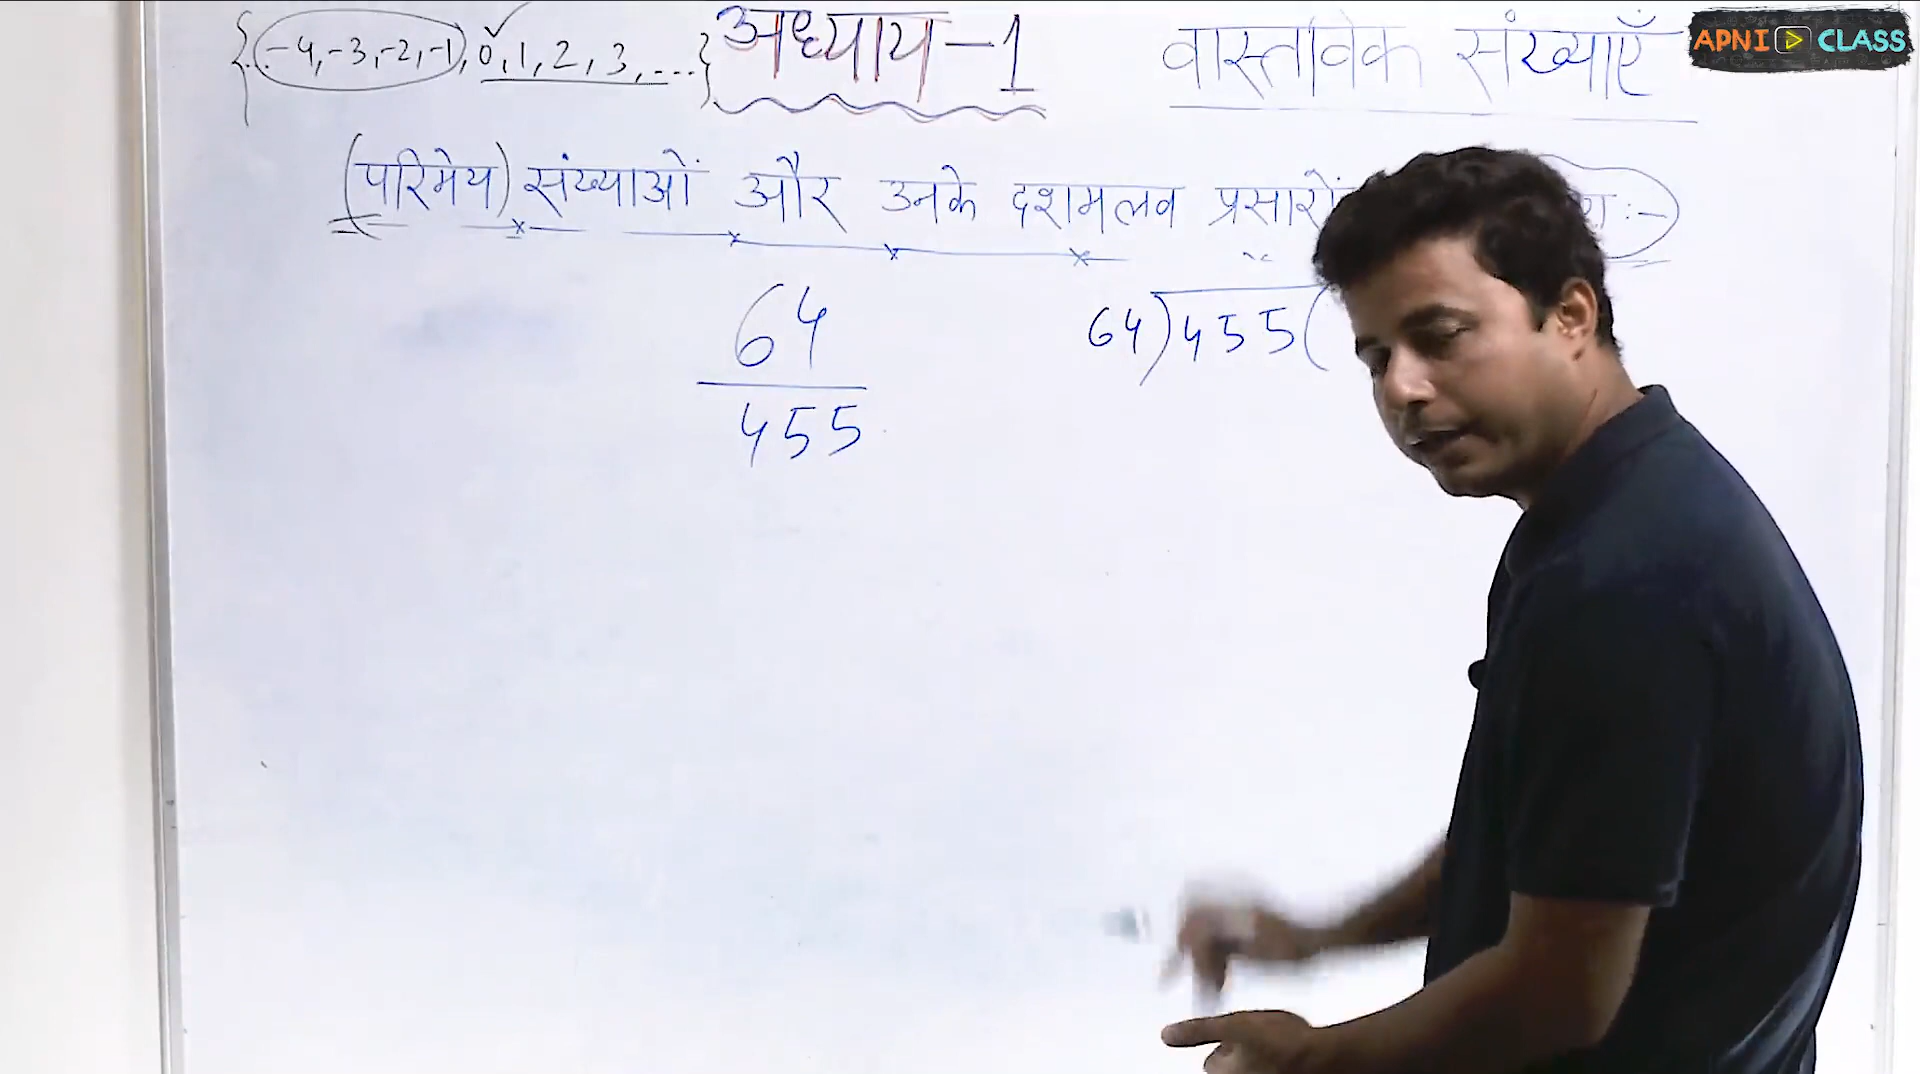 {..-4,-3,-2,-1,0,1,2,3,...} अध्याय-1 वास्तविक संख्याएँ
APNI CLASS
(परिमेय) संख्याओं और उनके दशमलव प्रसारों :-
64
455
64)455(